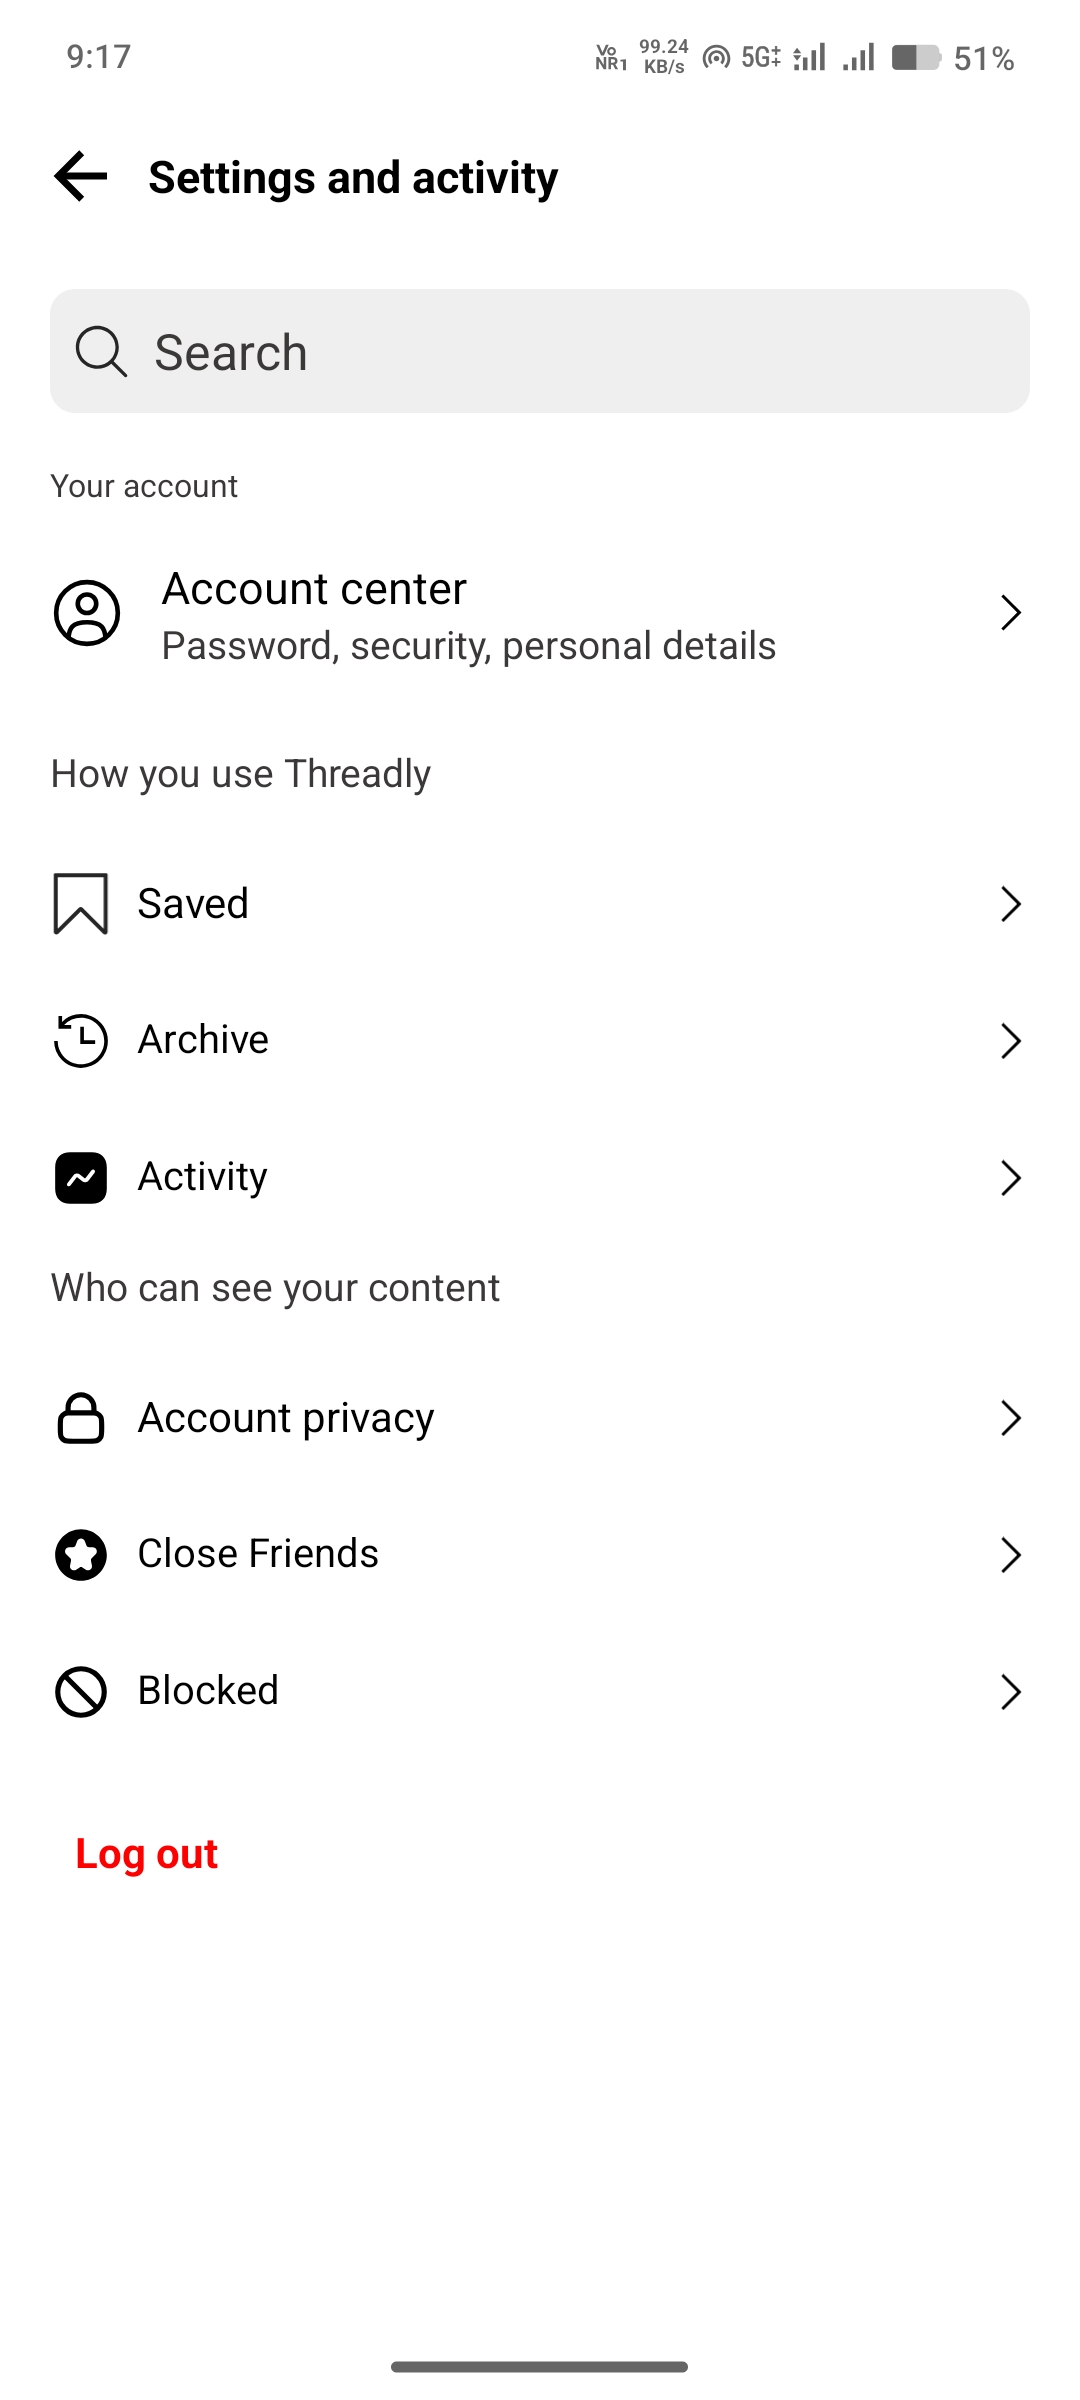 9:17
Vo
NR1
99.24
KB/s
5G
51%
Settings and activity
Search
Your account
Account center
Password, security, personal details
How you use Threadly
Saved
Archive
Activity
Who can see your content
Account privacy
Close Friends
Blocked
Log out